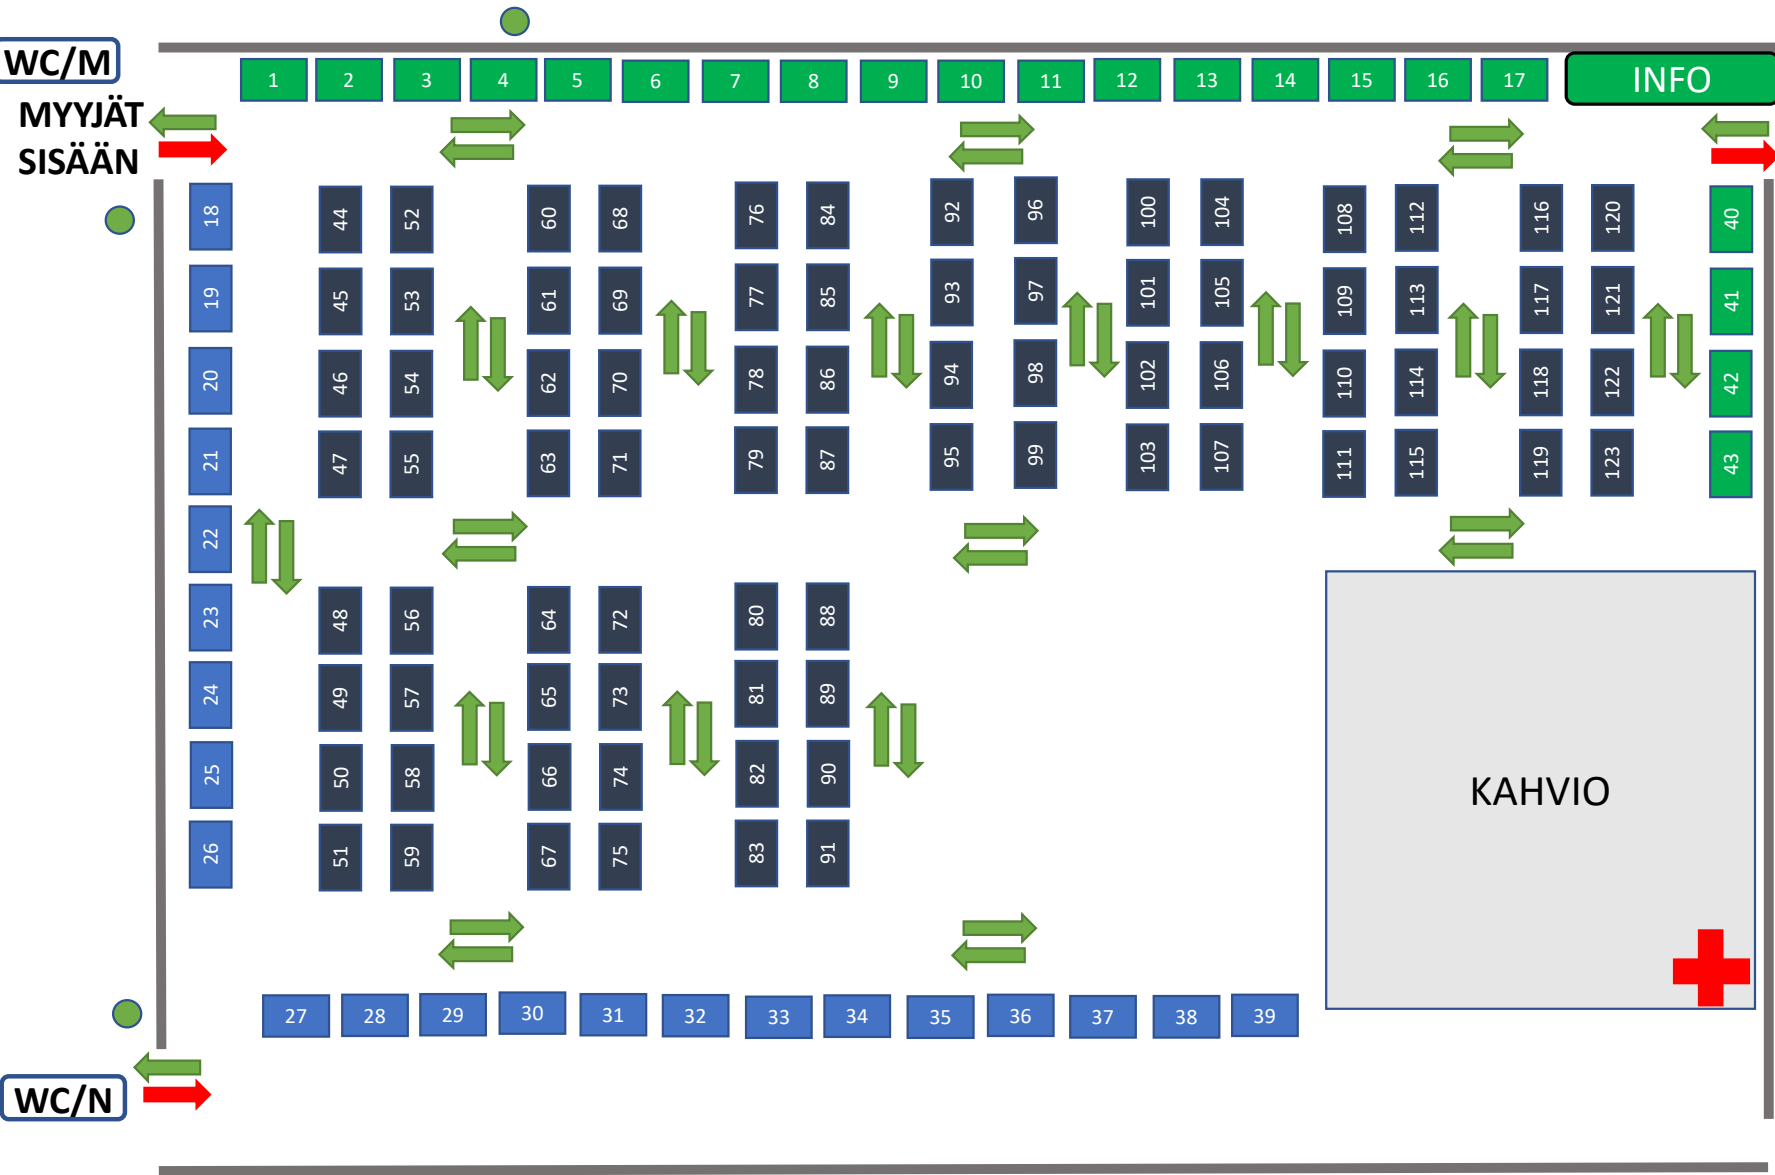 WC/M
1 2 3 4 5 6 7 8 9 10 11 12 13 14 15 16 17 INFO
MYYJÄT
SISÄÄN
18 44 52 60 68 76 84 92 96 100 104 108 112 116 120 40
19 45 53 61 69 77 85 93 97 101 105 109 113 117 121 41
20 46 54 62 70 78 86 94 98 102 106 110 114 118 122 42
21 47 55 63 71 79 87 95 99 103 107 111 115 119 123 43
22
23 48 56 64 72 80 88
24 49 57 65 73 81 89
25 50 58 66 74 82 90
KAHVIO
26 51 59 67 75 83 91
27 28 29 30 31 32 33 34 35 36 37 38 39
WC/N